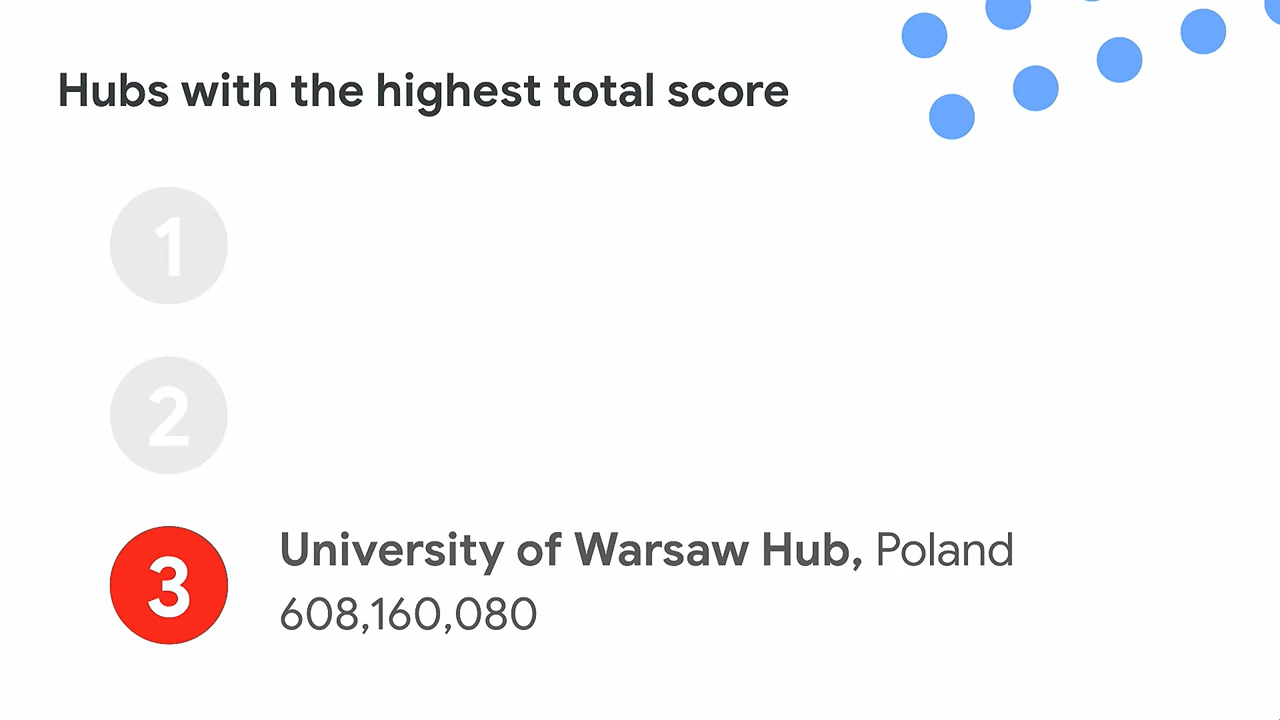 Hubs with the highest total score
1
2
3
University of Warsaw Hub, Poland
608,160,080